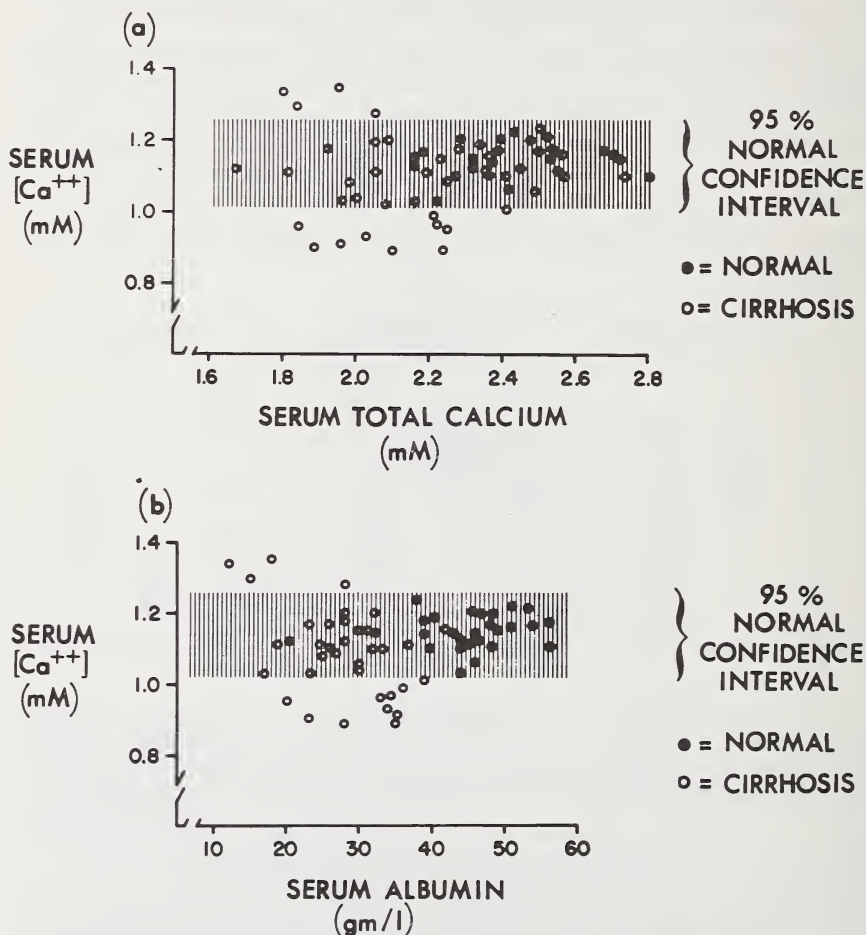 (a)
1.4
1.2
1.0
0.8
SERUM
[Ca++]
(mM)
1.6 1.8 2.0 2.2 2.4 2.6 2.8
SERUM TOTAL CALCIUM
(mM)
95 %
NORMAL
CONFIDENCE
INTERVAL
● = NORMAL
o = CIRRHOSIS
(b)
1.4
1.2
1.0
0.8
SERUM
[Ca++]
(mM)
10 20 30 40 50 60
SERUM ALBUMIN
(gm/l)
95 %
NORMAL
CONFIDENCE
INTERVAL
● = NORMAL
o = CIRRHOSIS